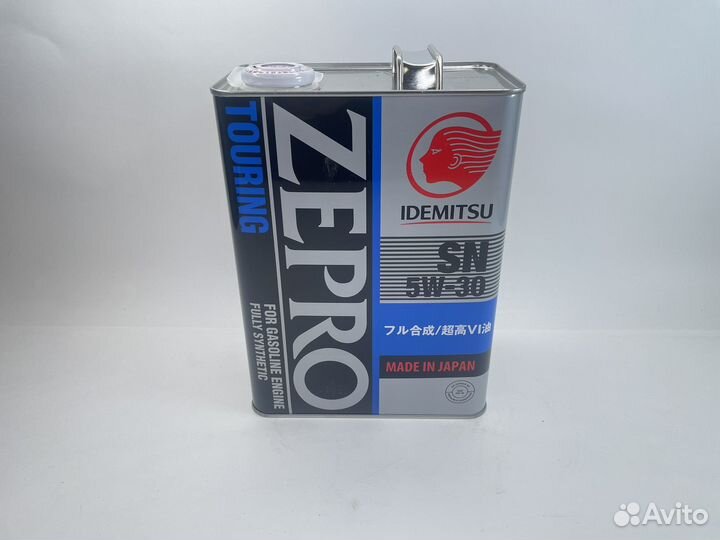 TOURING
ZEPRO
FOR GASOLINE ENGINE
FULLY SYNTHETIC
IDEMITSU
SN
5W-30
フル合成/超高VI油
MADE IN JAPAN
Avito